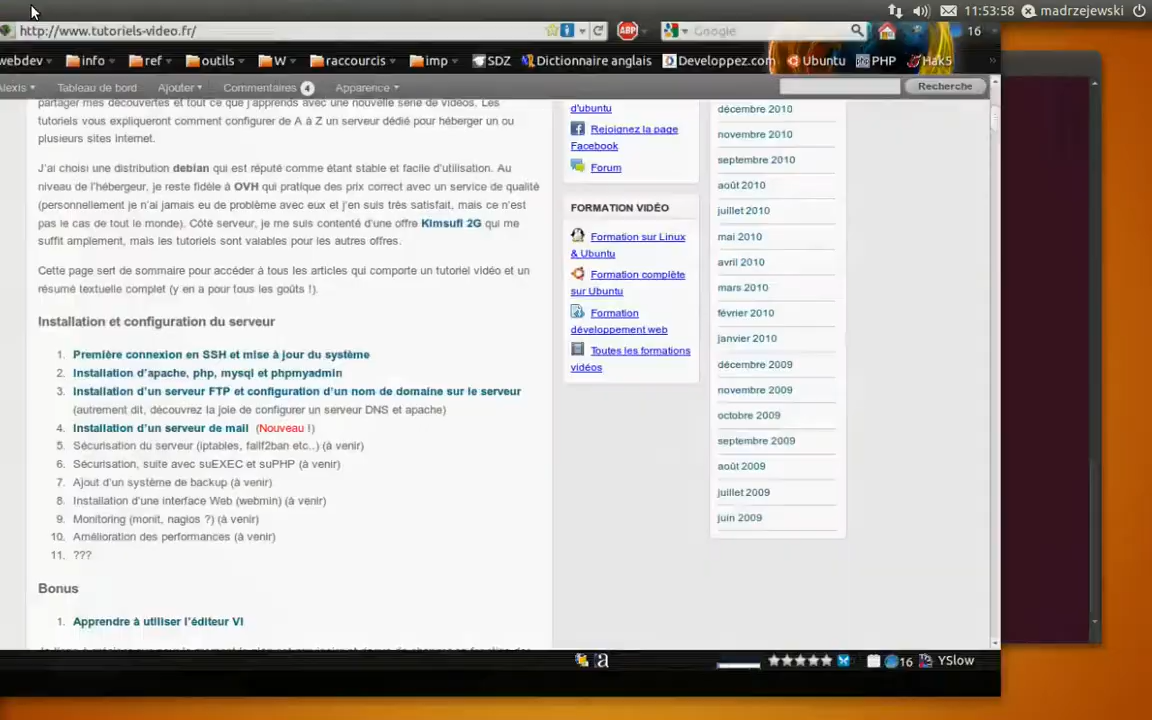 11:53:58 madrzejewski
http://www.tutoriels-video.fr/ ABP Google 16
webdev info ref outils W raccourcis imp SDZ Dictionnaire anglais Developpez.com Ubuntu PHP Hak5 »
Alexis Tableau de bord Ajouter Commentaires 4 Apparence Recherche
partager mes découvertes et tout ce que j'apprends avec une nouvelle série de vidéos. Les
tutoriels vous expliqueront comment configurer de A à Z un serveur dédié pour héberger un ou
plusieurs sites internet.
J'ai choisi une distribution debian qui est réputé comme étant stable et facile d'utilisation. Au
niveau de l'hébergeur, je reste fidèle à OVH qui pratique des prix correct avec un service de qualité
(personnellement je n'ai jamais eu de problème avec eux et j'en suis très satisfait, mais ce n'est
pas le cas de tout le monde). Côté serveur, je me suis contenté d'une offre Kimsufi 2G qui me
suffit amplement, mais les tutoriels sont valables pour les autres offres.
Cette page sert de sommaire pour accéder à tous les articles qui comporte un tutoriel vidéo et un
résumé textuelle complet (y en a pour tous les goûts !).
Installation et configuration du serveur
1. Première connexion en SSH et mise à jour du système
2. Installation d'apache, php, mysql et phpmyadmin
3. Installation d'un serveur FTP et configuration d'un nom de domaine sur le serveur
(autrement dit, découvrez la joie de configurer un serveur DNS et apache)
4. Installation d'un serveur de mail (Nouveau !)
5. Sécurisation du serveur (iptables, fail2ban etc..) (à venir)
6. Sécurisation, suite avec suEXEC et suPHP (à venir)
7. Ajout d'un système de backup (à venir)
8. Installation d'une interface Web (webmin) (à venir)
9. Monitoring (monit, nagios ?) (à venir)
10. Amélioration des performances (à venir)
11. ???
Bonus
1. Apprendre à utiliser l'éditeur VI
d'ubuntu
Rejoignez la page
Facebook
Forum
FORMATION VIDÉO
Formation sur Linux
& Ubuntu
Formation complète
sur Ubuntu
Formation
développement web
Toutes les formations
vidéos
décembre 2010
novembre 2010
septembre 2010
août 2010
juillet 2010
mai 2010
avril 2010
mars 2010
février 2010
janvier 2010
décembre 2009
novembre 2009
octobre 2009
septembre 2009
août 2009
juillet 2009
juin 2009
a 16 YSlow